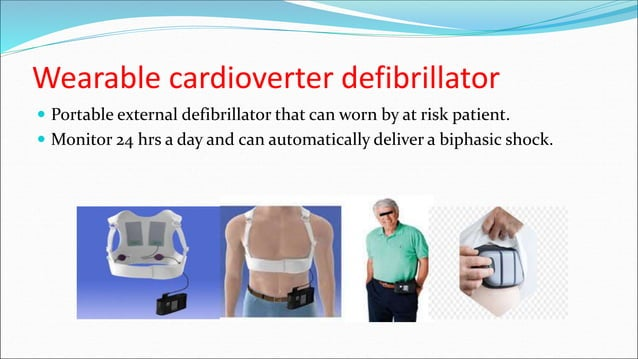 Wearable cardioverter defibrillator
Portable external defibrillator that can worn by at risk patient.
Monitor 24 hrs a day and can automatically deliver a biphasic shock.